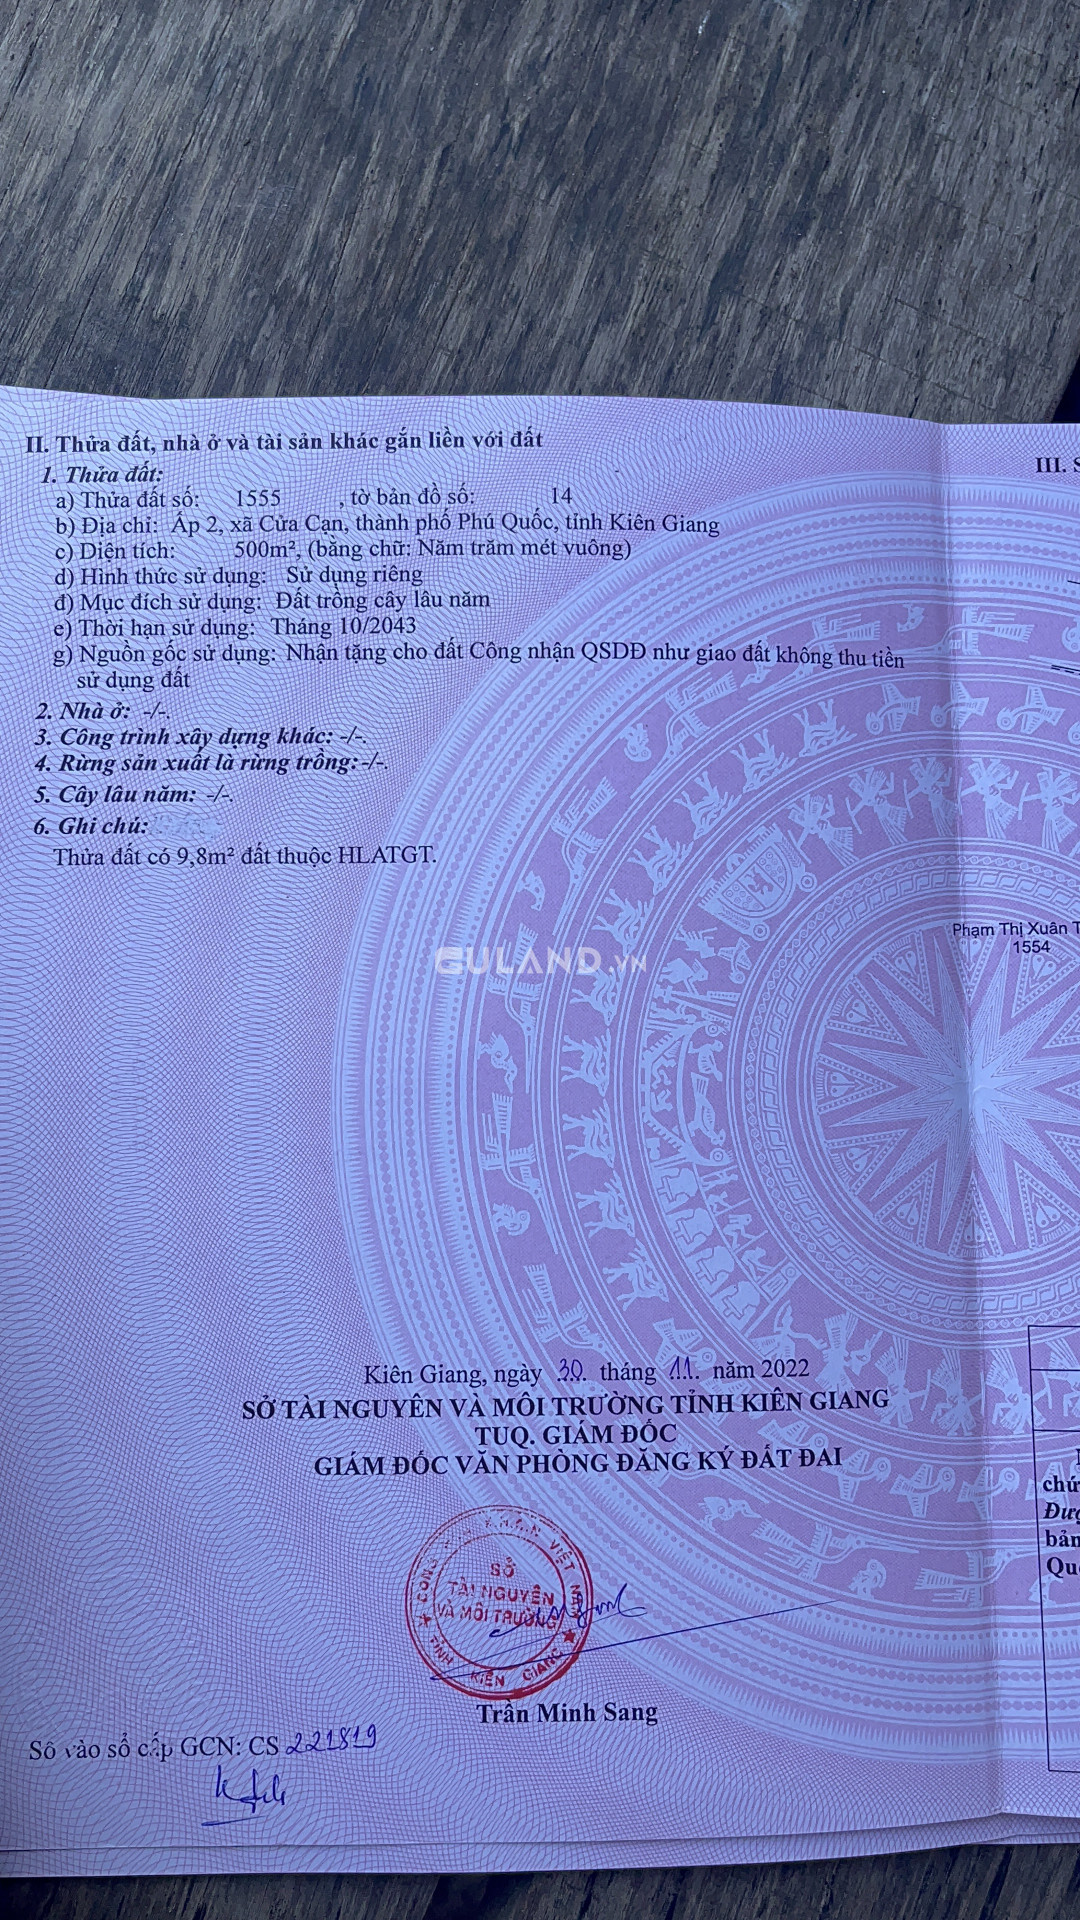 II. Thửa đất, nhà ở và tài sản khác gắn liền với đất
1. Thửa đất:
a) Thửa đất số: 1555 , tờ bản đồ số: 14
b) Địa chỉ: Ấp 2, xã Cửa Cạn, thành phố Phú Quốc, tỉnh Kiên Giang
c) Diện tích: 500m², (bằng chữ: Năm trăm mét vuông)
d) Hình thức sử dụng: Sử dụng riêng
đ) Mục đích sử dụng: Đất trồng cây lâu năm
e) Thời hạn sử dụng: Tháng 10/2043
g) Nguồn gốc sử dụng: Nhận tặng cho đất Công nhận QSDĐ như giao đất không thu tiền
sử dụng đất
2. Nhà ở: -/-.
3. Công trình xây dựng khác: -/-.
4. Rừng sản xuất là rừng trồng: -/-.
5. Cây lâu năm: -/-.
6. Ghi chú:
Thửa đất có 9,8m² đất thuộc HLATGT.
GULAND.VN
Kiên Giang, ngày 30. tháng 11. năm 2022
SỞ TÀI NGUYÊN VÀ MÔI TRƯỜNG TỈNH KIÊN GIANG
TUQ. GIÁM ĐỐC
GIÁM ĐỐC VĂN PHÒNG ĐĂNG KÝ ĐẤT ĐAI
SỞ
TÀI NGUYÊN
VÀ MÔI TRƯỜNG
TỈNH KIÊN GIANG
Trần Minh Sang
Số vào sổ cấp GCN: CS 221819
III.
Phạm Thị Xuân
1554
chứ
Đượ
bản
Qu